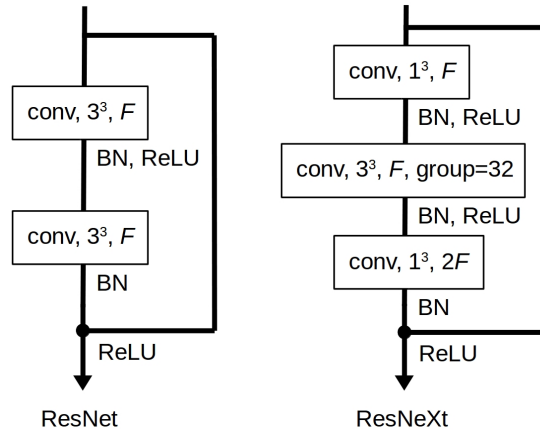 conv, 3³, F
BN, ReLU
conv, 3³, F
BN
ReLU
ResNet
conv, 1³, F
BN, ReLU
conv, 3³, F, group=32
BN, ReLU
conv, 1³, 2F
BN
ReLU
ResNeXt